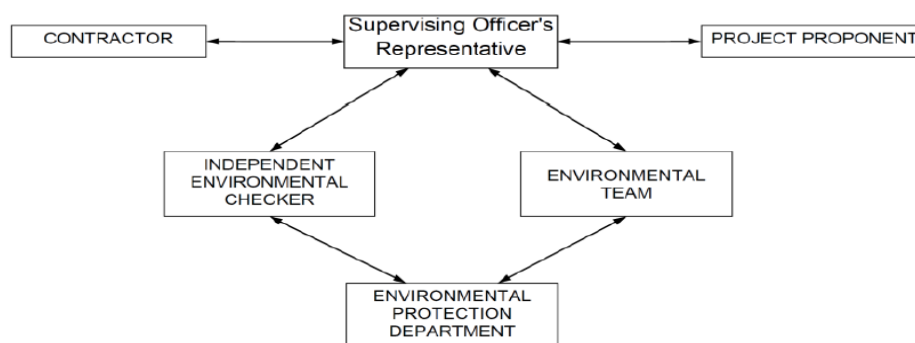 CONTRACTOR
Supervising Officer's
Representative
PROJECT PROPONENT
INDEPENDENT
ENVIRONMENTAL
CHECKER
ENVIRONMENTAL
TEAM
ENVIRONMENTAL
PROTECTION
DEPARTMENT